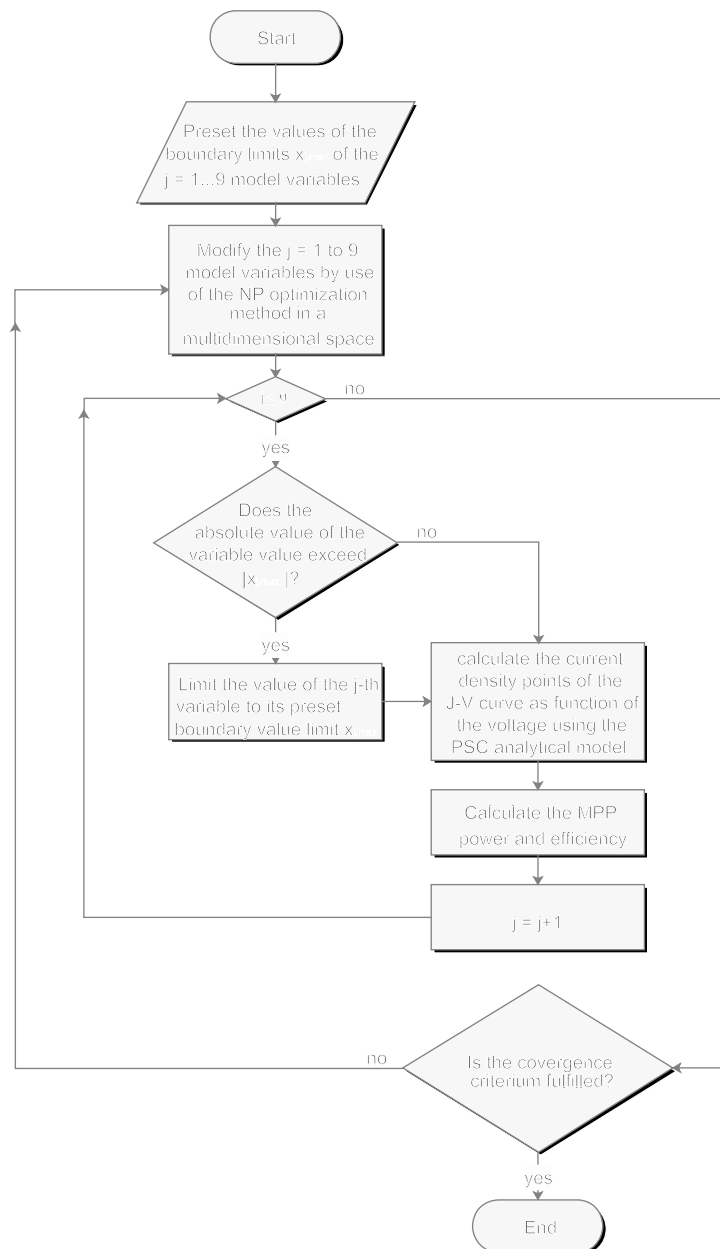 Start
Preset the values of the
boundary limits x of the
j = 1...9 model variables
Modify the j = 1 to 9
model variables by use
of the NP optimization
method in a
multidimensional space
no
yes
Does the
absolute value of the
variable value exceed
|x |?
no
yes
Limit the value of the j-th
variable to its preset
boundary value limit x
calculate the current
density points of the
J-V curve as function of
the voltage using the
PSC analytical model
Calculate the MPP
power and efficiency
j = j+1
no
Is the covergence
criterium fulfilled?
yes
End